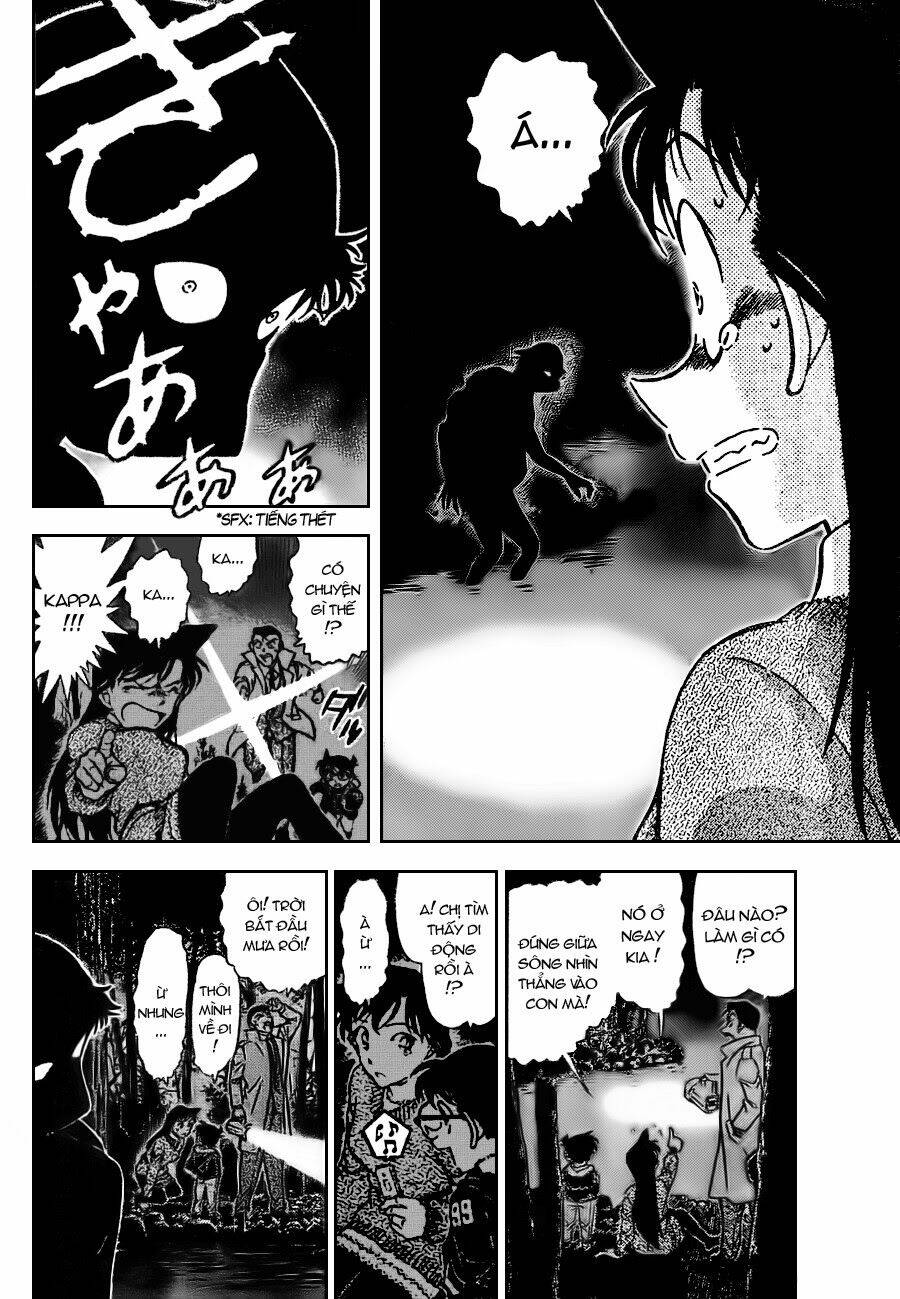 Á...
きゃあ
ああ
*SFX: TIẾNG THÉT
CÓ
CHUYỆN
GÌ THẾ
!?
KA...
KA...
KAPPA
!!!
ĐÂU NÀO?
LÀM GÌ CÓ
!?
NÓ Ở
NGAY
KIA !
ĐỨNG GIỮA
SÔNG NHÌN
THẲNG VÀO
CON MÀ!
A! CHỊ TÌM
THẤY DI
ĐỘNG
RỒI À
!?
À Ừ
...
99
ÔI! TRỜI
BẮT ĐẦU
MƯA RỒI!
THÔI
MÌNH
VỀ ĐI
!
Ừ
NHƯNG
...